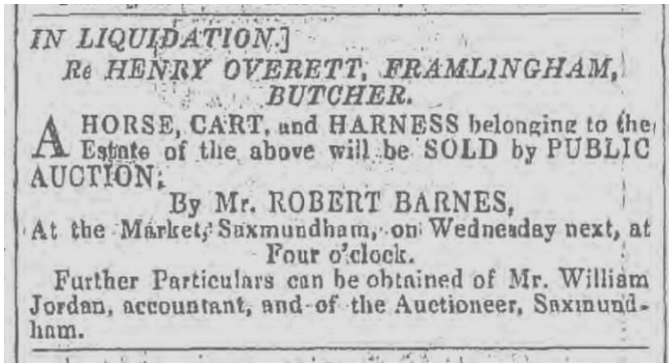 IN LIQUIDATION.]
Re HENRY OVERETT, FRAMLINGHAM,
BUTCHER.
A HORSE, CART, and HARNESS belonging to the
Estate of the above will be SOLD by PUBLIC
AUCTION,
By Mr. ROBERT BARNES,
At the Market, Saxmundham, on Wednesday next, at
Four o'clock.
Further Particulars can be obtained of Mr. William
Jordan, accountant, and of the Auctioneer, Saxmund-
ham.